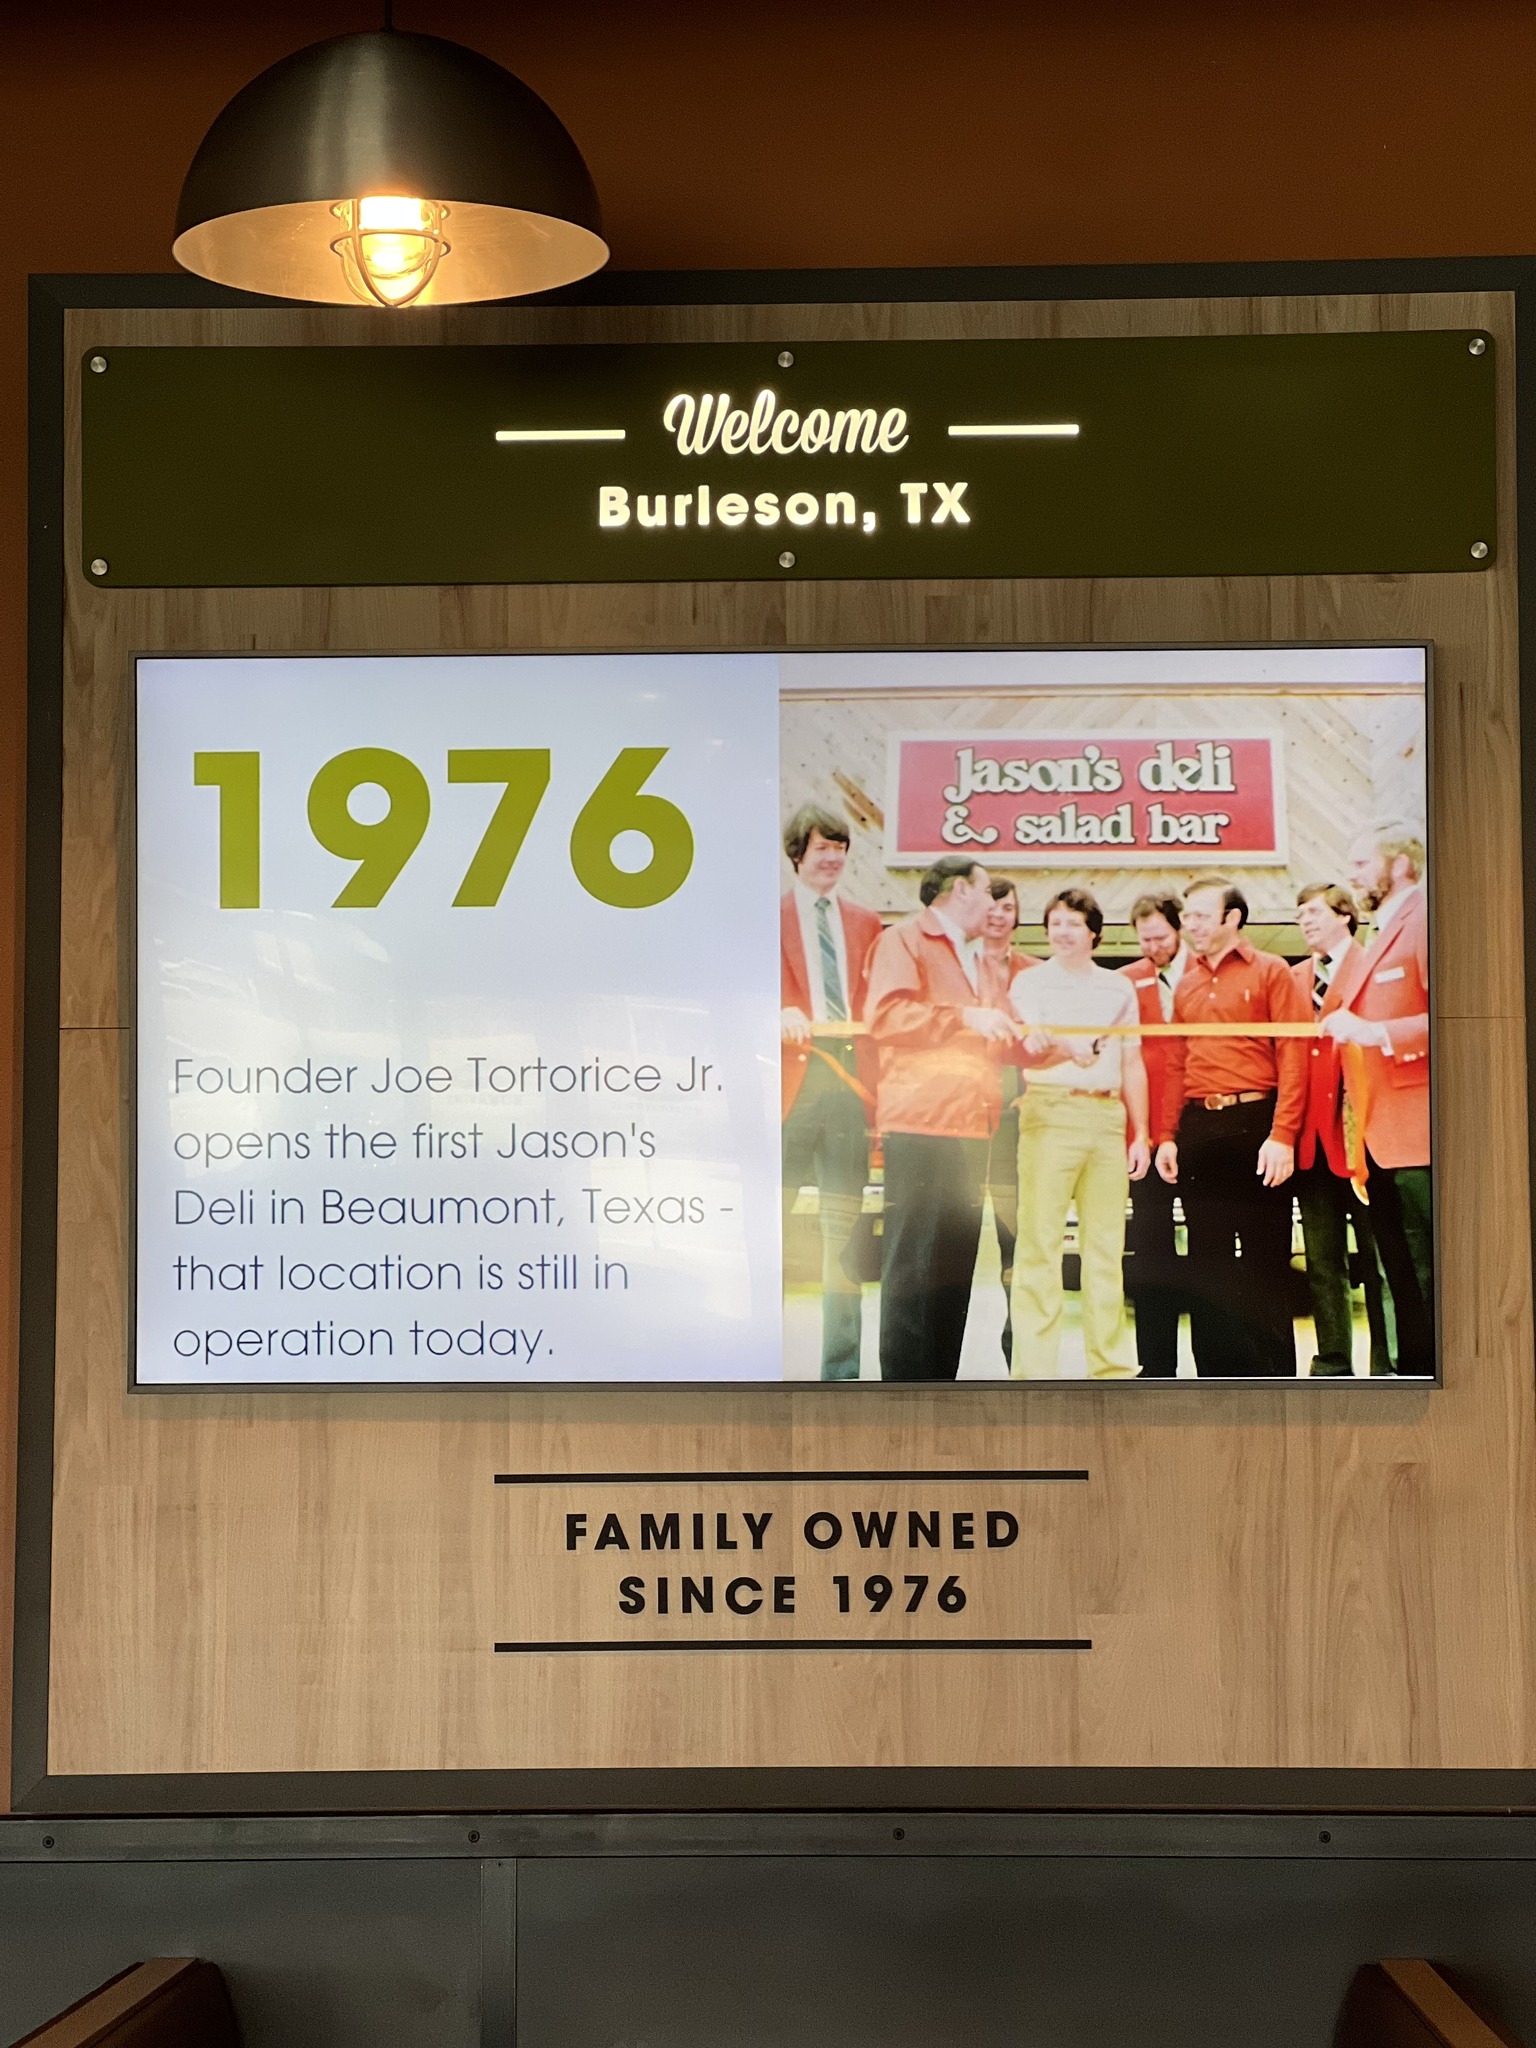 Welcome
Burleson, TX
1976
Founder Joe Tortorice Jr.
opens the first Jason's
Deli in Beaumont, Texas -
that location is still in
operation today.
Jason's deli
& salad bar
FAMILY OWNED
SINCE 1976